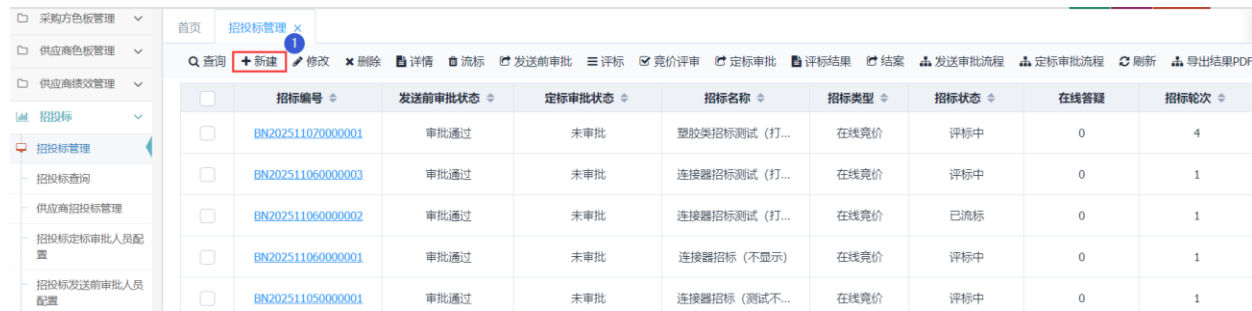 采购方色板管理
供应商色板管理
供应商绩效管理
招投标
招投标管理
招投标查询
供应商招投标管理
招投标定标审批人员配
置
招投标发送前审批人员
配置
首页 招投标管理 ×
1
查询 新建 修改 删除 详情 流标 发送前审批 评标 竞价评审 定标审批 评标结果 结案 发送审批流程 定标审批流程 刷新 导出结果PDF
招标编号 发送前审批状态 定标审批状态 招标名称 招标类型 招标状态 在线答疑 招标轮次
BN202511070000001 审批通过 未审批 塑胶类招标测试（打... 在线竞价 评标中 0 4
BN202511060000003 审批通过 未审批 连接器招标测试（打... 在线竞价 评标中 0 1
BN202511060000002 审批通过 未审批 连接器招标测试（打... 在线竞价 已流标 0 1
BN202511060000001 审批通过 未审批 连接器招标（不显示） 在线竞价 评标中 0 1
BN202511050000001 审批通过 未审批 连接器招标（测试不... 在线竞价 评标中 0 1